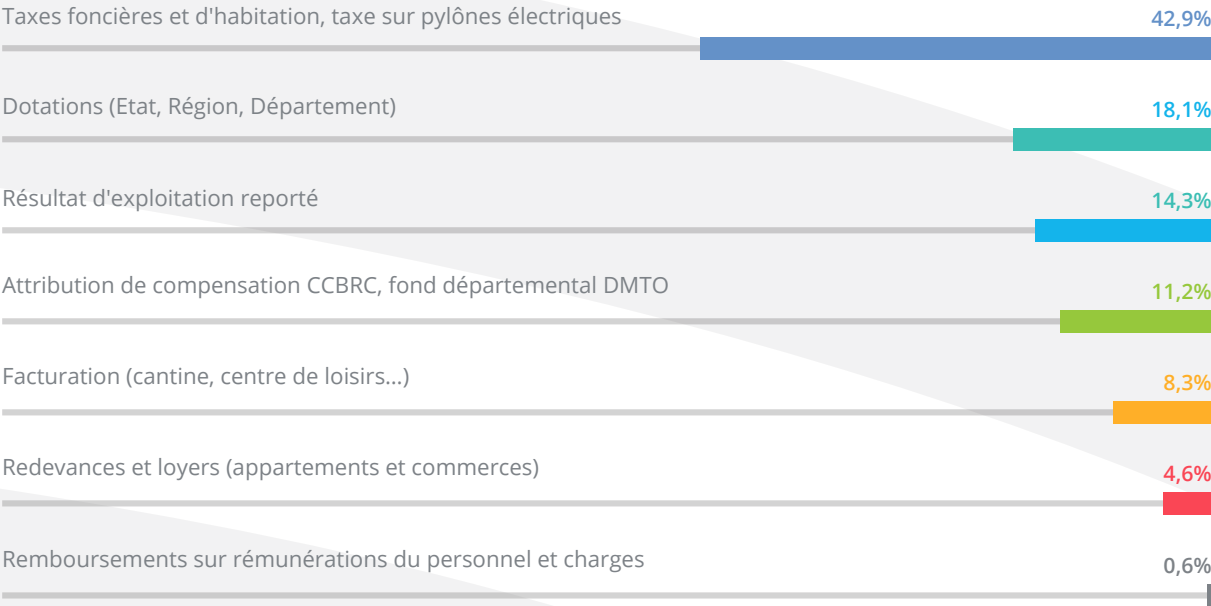 Taxes foncières et d'habitation, taxe sur pylônes électriques 42,9%
Dotations (Etat, Région, Département) 18,1%
Résultat d'exploitation reporté 14,3%
Attribution de compensation CCBRC, fond départemental DMTO 11,2%
Facturation (cantine, centre de loisirs...) 8,3%
Redevances et loyers (appartements et commerces) 4,6%
Remboursements sur rémunérations du personnel et charges 0,6%